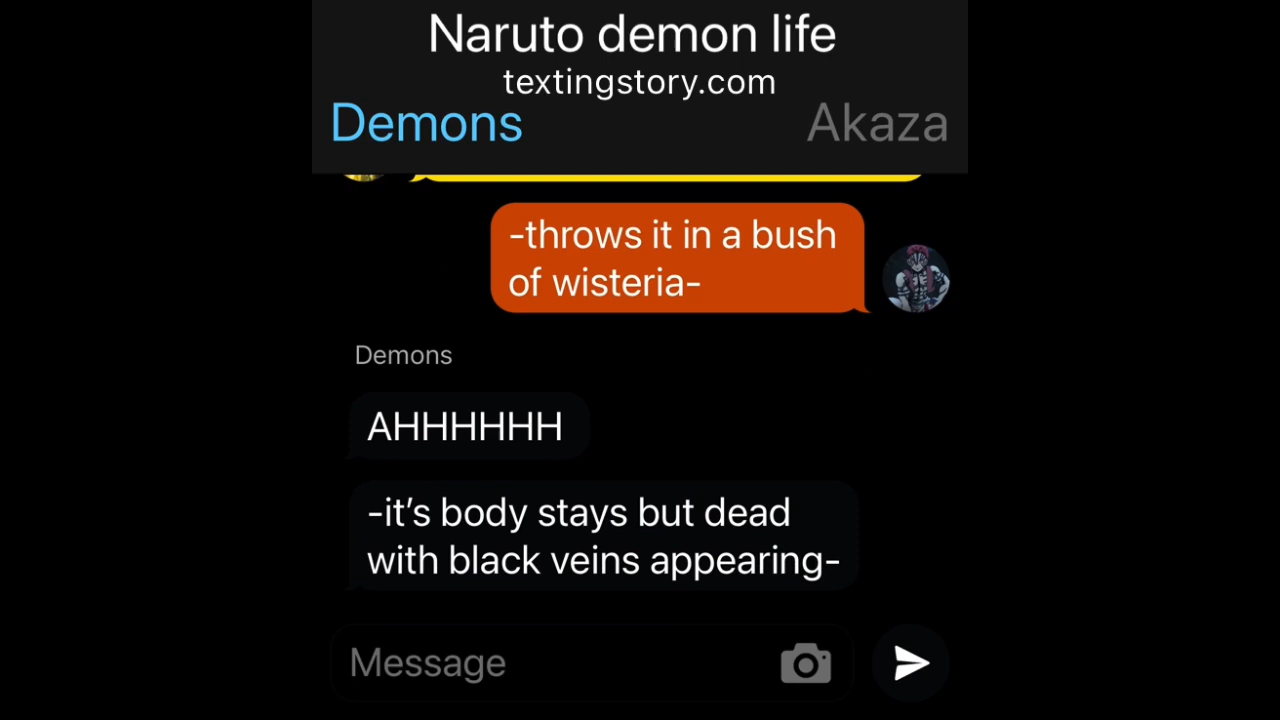 Naruto demon life
textingstory.com
Demons
Akaza
-throws it in a bush
of wisteria-
Demons
AHHHHHH
-it's body stays but dead
with black veins appearing-
Message